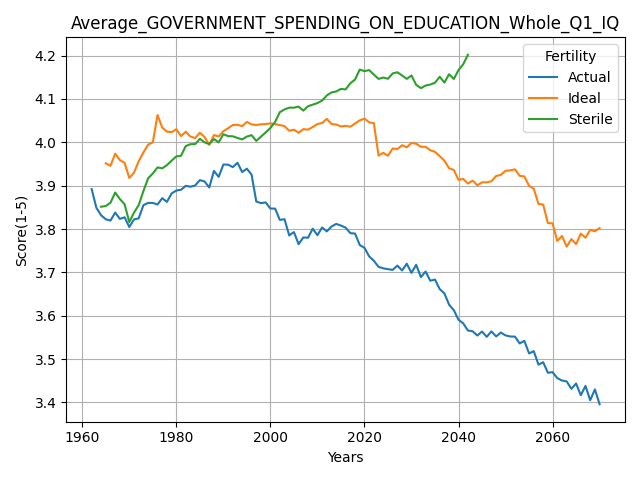 Average_GOVERNMENT_SPENDING_ON_EDUCATION_Whole_Q1_IQ
Fertility
Actual
Ideal
Sterile
Score(1-5)
4.2
4.1
4.0
3.9
3.8
3.7
3.6
3.5
3.4
1960 1980 2000 2020 2040 2060
Years